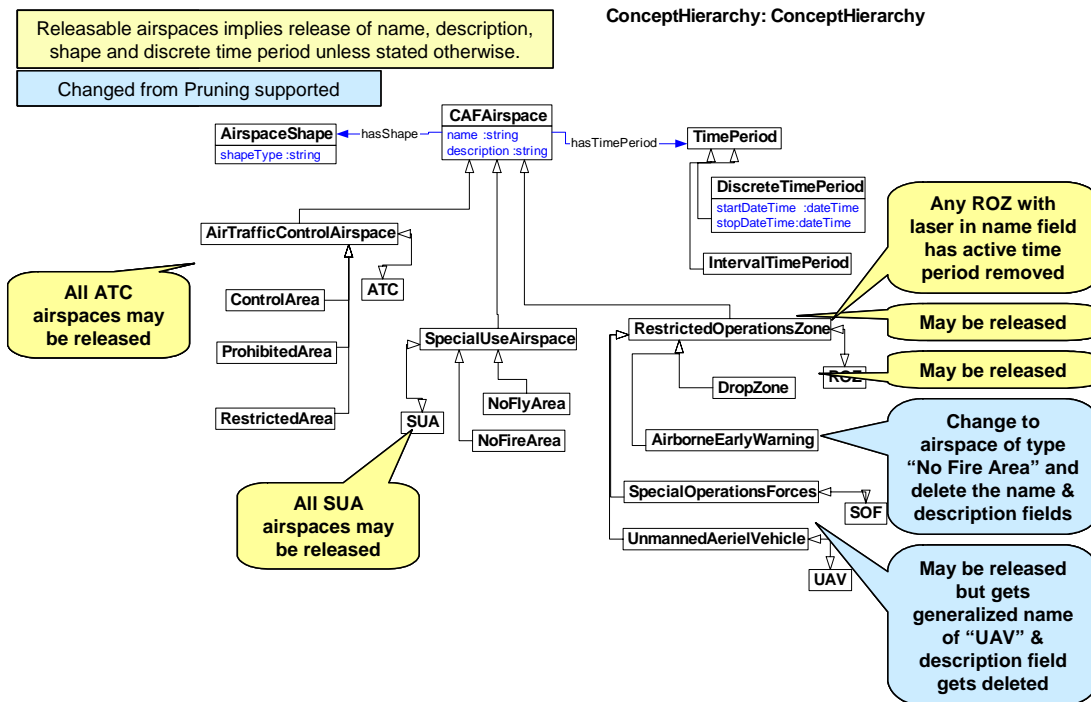 ConceptHierarchy: ConceptHierarchy
Releasable airspaces implies release of name, description,
shape and discrete time period unless stated otherwise.
Changed from Pruning supported
CAFAirspace
name :string
description :string
AirspaceShape
shapeType :string
hasShape
hasTimePeriod
TimePeriod
DiscreteTimePeriod
startDateTime :dateTime
stopDateTime:dateTime
IntervalTimePeriod
Any ROZ with
laser in name field
has active time
period removed
AirTrafficControlAirspace
ATC
ControlArea
ProhibitedArea
RestrictedArea
All ATC
airspaces may
be released
SpecialUseAirspace
SUA
NoFlyArea
NoFireArea
All SUA
airspaces may
be released
RestrictedOperationsZone
ROZ
May be released
May be released
DropZone
AirborneEarlyWarning
Change to
airspace of type
“No Fire Area” and
delete the name &
description fields
SpecialOperationsForces
SOF
UnmannedAerielVehicle
UAV
May be released
but gets
generalized name
of “UAV” &
description field
gets deleted